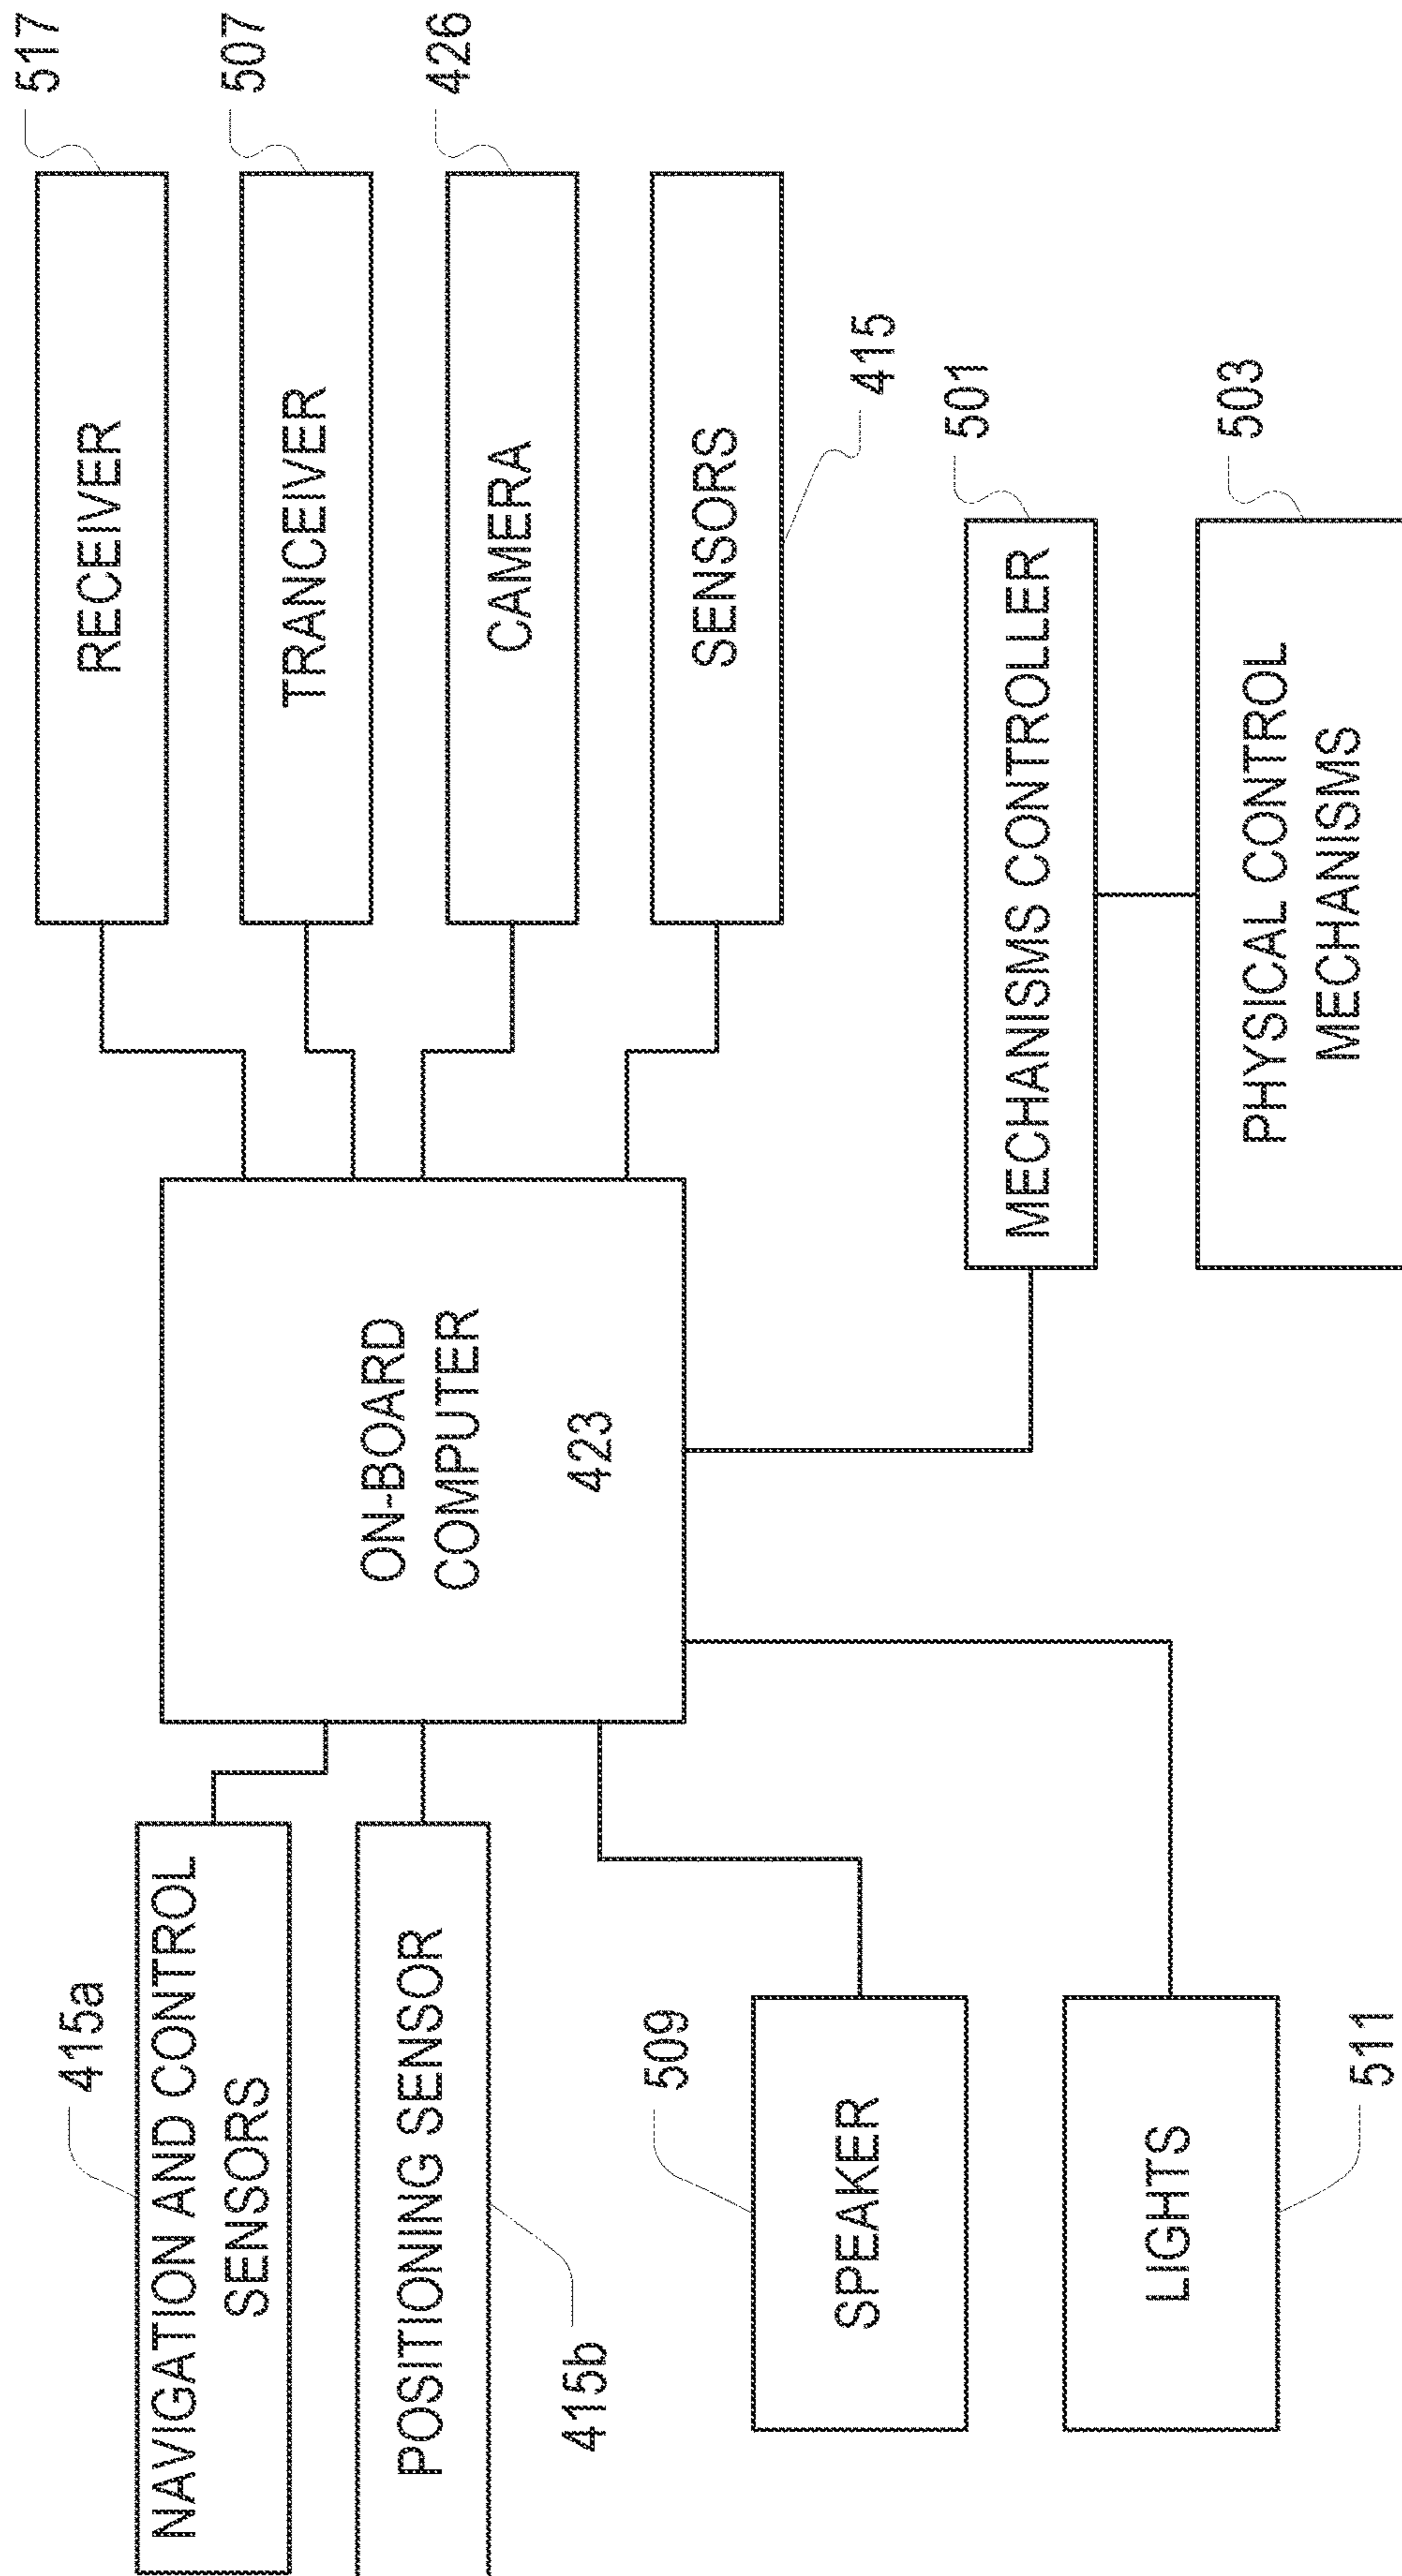 415a
NAVIGATION AND CONTROL
SENSORS
POSITIONING SENSOR
415b
509
SPEAKER
LIGHTS
511
ON-BOARD
COMPUTER
423
RECEIVER
517
TRANCEIVER
507
CAMERA
426
SENSORS
415
MECHANISMS CONTROLLER
501
PHYSICAL CONTROL
MECHANISMS
503